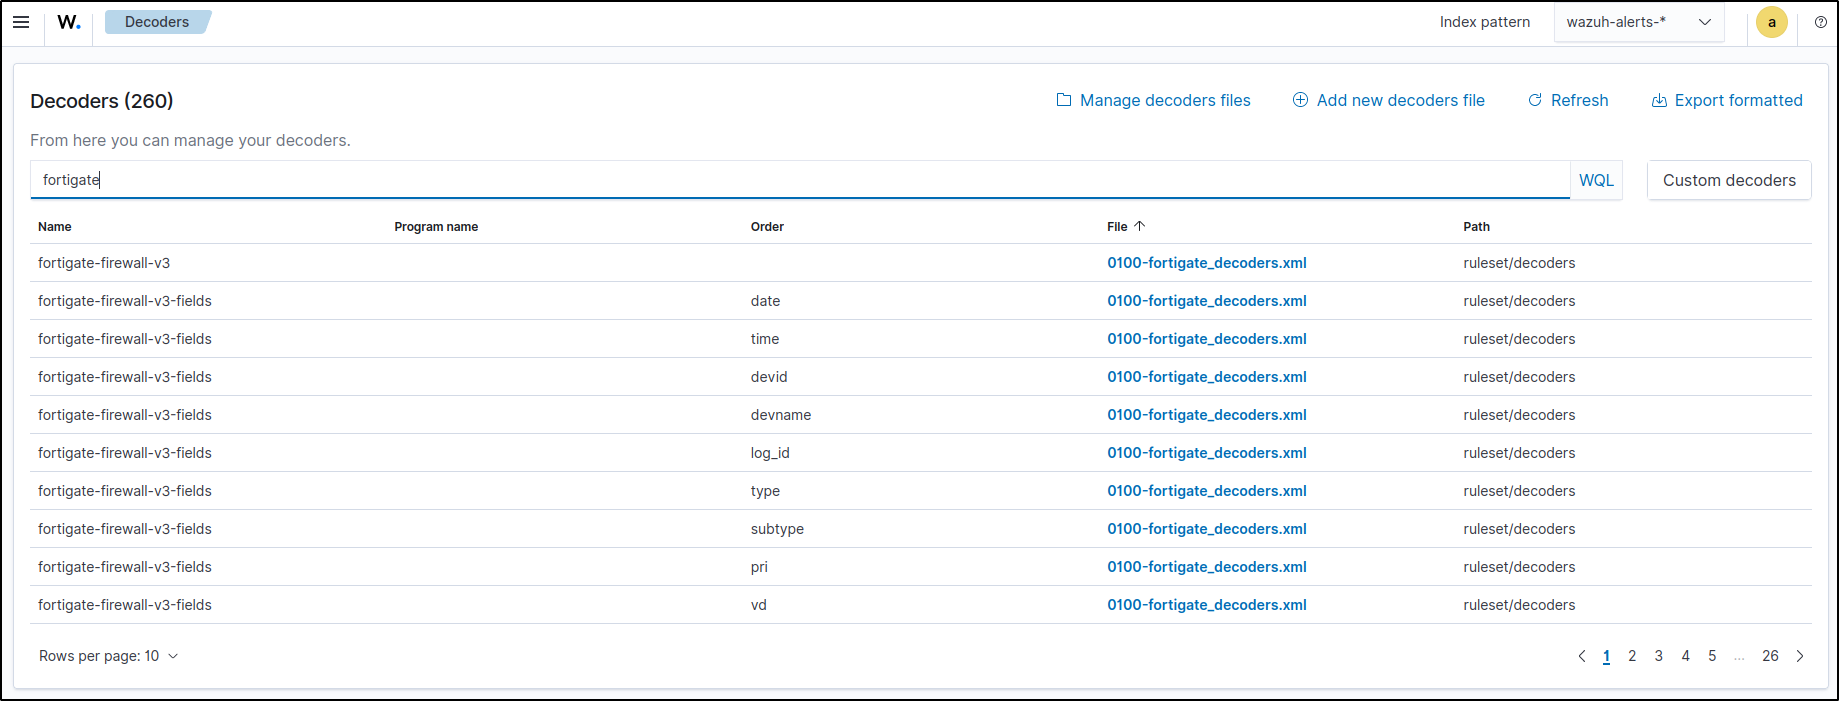 W. Decoders Index pattern wazuh-alerts-* a
Decoders (260) Manage decoders files Add new decoders file Refresh Export formatted
From here you can manage your decoders.
fortigate WQL Custom decoders
Name Program name Order File Path
fortigate-firewall-v3 0100-fortigate_decoders.xml ruleset/decoders
fortigate-firewall-v3-fields date 0100-fortigate_decoders.xml ruleset/decoders
fortigate-firewall-v3-fields time 0100-fortigate_decoders.xml ruleset/decoders
fortigate-firewall-v3-fields devid 0100-fortigate_decoders.xml ruleset/decoders
fortigate-firewall-v3-fields devname 0100-fortigate_decoders.xml ruleset/decoders
fortigate-firewall-v3-fields log_id 0100-fortigate_decoders.xml ruleset/decoders
fortigate-firewall-v3-fields type 0100-fortigate_decoders.xml ruleset/decoders
fortigate-firewall-v3-fields subtype 0100-fortigate_decoders.xml ruleset/decoders
fortigate-firewall-v3-fields pri 0100-fortigate_decoders.xml ruleset/decoders
fortigate-firewall-v3-fields vd 0100-fortigate_decoders.xml ruleset/decoders
Rows per page: 10 1 2 3 4 5 ... 26